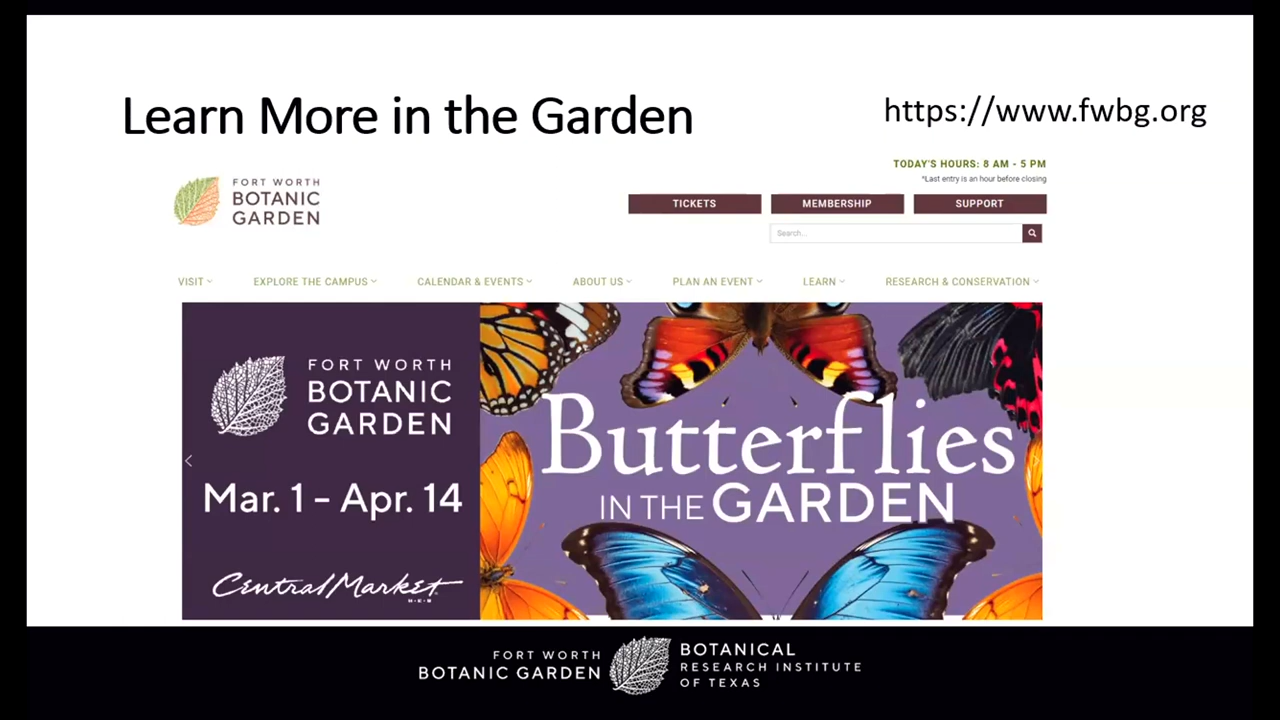 Learn More in the Garden
https://www.fwbg.org
TODAY'S HOURS: 8 AM - 5 PM
*Last entry is an hour before closing
FORT WORTH
BOTANIC
GARDEN
TICKETS
MEMBERSHIP
SUPPORT
Search...
VISIT
EXPLORE THE CAMPUS
CALENDAR & EVENTS
ABOUT US
PLAN AN EVENT
LEARN
RESEARCH & CONSERVATION
FORT WORTH
BOTANIC
GARDEN
Mar. 1 – Apr. 14
Central Market
H-E-B
Butterflies
IN THE GARDEN
FORT WORTH
BOTANIC GARDEN
BOTANICAL
RESEARCH INSTITUTE
OF TEXAS